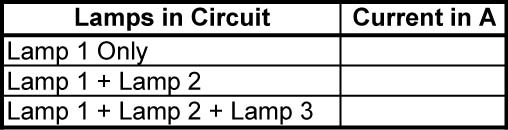 Lamps in Circuit Current in A
Lamp 1 Only
Lamp 1 + Lamp 2
Lamp 1 + Lamp 2 + Lamp 3